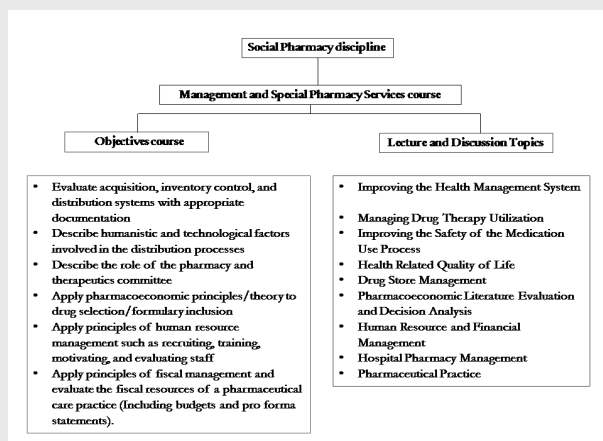 Social Pharmacy discipline
Management and Special Pharmacy Services course
Objectives course
Lecture and Discussion Topics
• Evaluate acquisition, inventory control, and
distribution systems with appropriate
documentation
• Describe humanistic and technological factors
involved in the distribution processes
• Describe the role of the pharmacy and
therapeutics committee
• Apply pharmacoeconomic principles/theory to
drug selection/formulary inclusion
• Apply principles of human resource
management such as recruiting, training,
motivating, and evaluating staff
• Apply principles of fiscal management and
evaluate the fiscal resources of a pharmaceutical
care practice (Including budgets and pro forma
statements).
• Improving the Health Management System
• Managing Drug Therapy Utilization
• Improving the Safety of the Medication
Use Process
• Health Related Quality of Life
• Drug Store Management
• Pharmacoeconomic Literature Evaluation
and Decision Analysis
• Human Resource and Financial
Management
• Hospital Pharmacy Management
• Pharmaceutical Practice